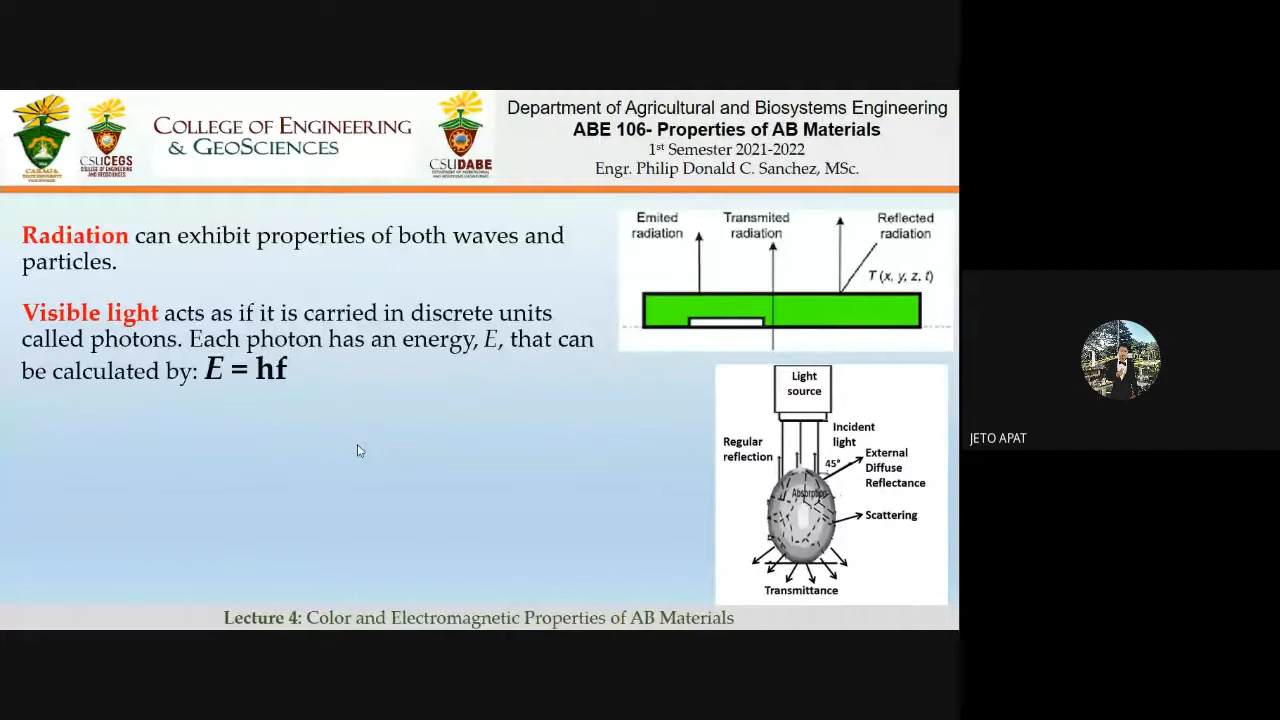 COLLEGE OF ENGINEERING
& GEOSCIENCES
CSUCEGS
CSUDABE
Department of Agricultural and Biosystems Engineering
ABE 106- Properties of AB Materials
1st Semester 2021-2022
Engr. Philip Donald C. Sanchez, MSc.
Radiation can exhibit properties of both waves and
particles.
Visible light acts as if it is carried in discrete units
called photons. Each photon has an energy, E, that can
be calculated by: E = hf
Emited
radiation
Transmited
radiation
Reflected
radiation
T (x, y, z, t)
Light
source
Regular
reflection
Incident
light
45°
External
Diffuse
Reflectance
Absorption
Scattering
Transmittance
JETO APAT
Lecture 4: Color and Electromagnetic Properties of AB Materials